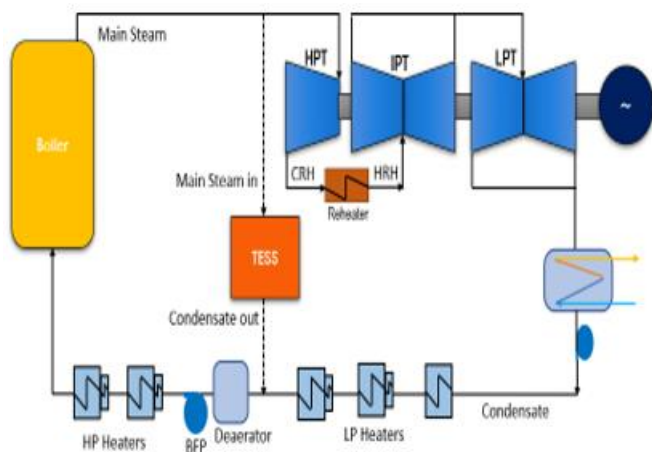 Main Steam
HPT
IPT
LPT
~
Boiler
Main Steam in
CRH
HRH
Reheater
TESS
Condensate out
HP Heaters
BFP
Deaerator
LP Heaters
Condensate